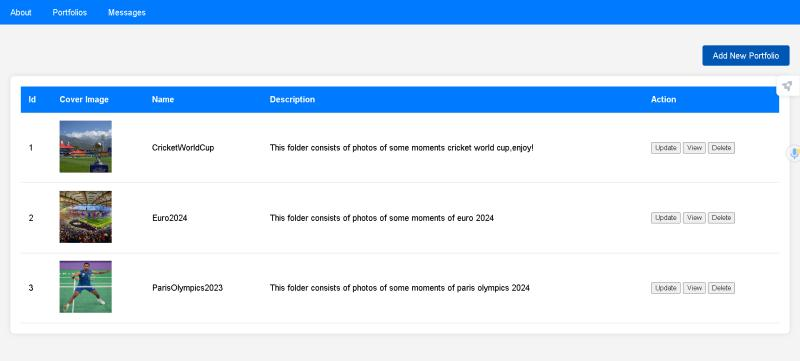 About Portfolios Messages
Add New Portfolio
Id Cover Image Name Description Action
1 CricketWorldCup This folder consists of photos of some moments cricket world cup,enjoy! Update View Delete
2 Euro2024 This folder consists of photos of some moments of euro 2024 Update View Delete
3 ParisOlympics2023 This folder consists of photos of some moments of paris olympics 2024 Update View Delete